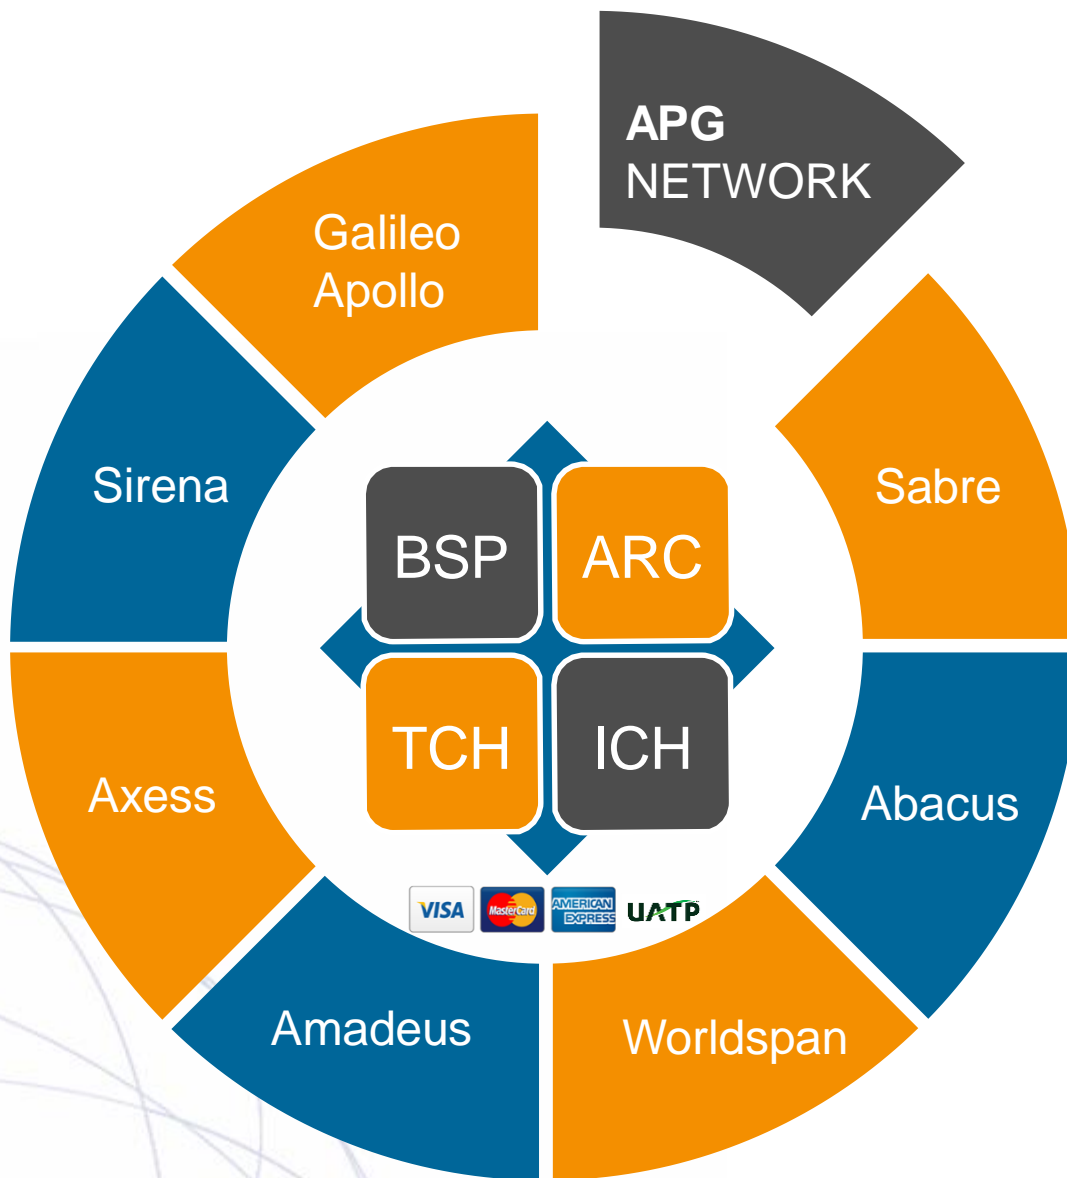 APG
NETWORK
Galileo
Apollo
Sirena
Sabre
BSP
ARC
TCH
ICH
Axess
Abacus
VISA
MasterCard
AMERICAN
EXPRESS
UATP
Amadeus
Worldspan